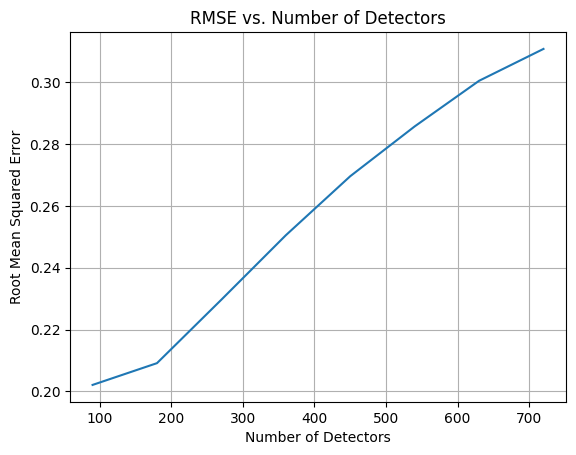 RMSE vs. Number of Detectors
Root Mean Squared Error
0.30
0.28
0.26
0.24
0.22
0.20
100 200 300 400 500 600 700
Number of Detectors